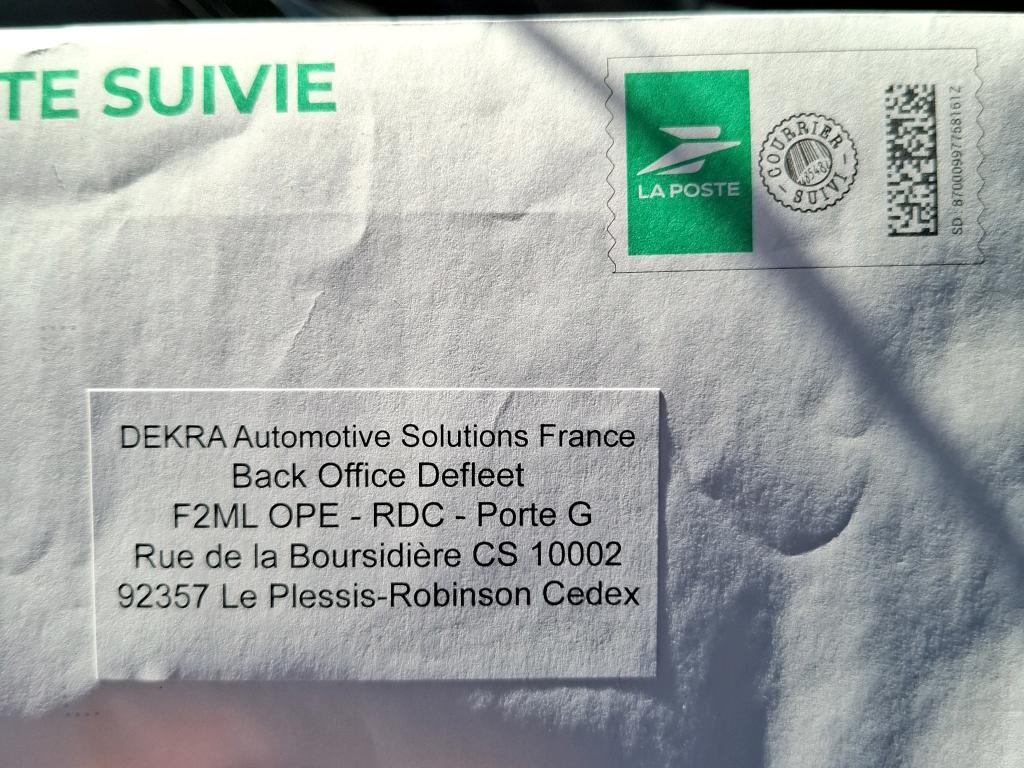 TE SUIVIE
LA POSTE
COURRIER
SUIVI
SD : 87000997758161Z
DEKRA Automotive Solutions France
Back Office Defleet
F2ML OPE - RDC - Porte G
Rue de la Boursidière CS 10002
92357 Le Plessis-Robinson Cedex